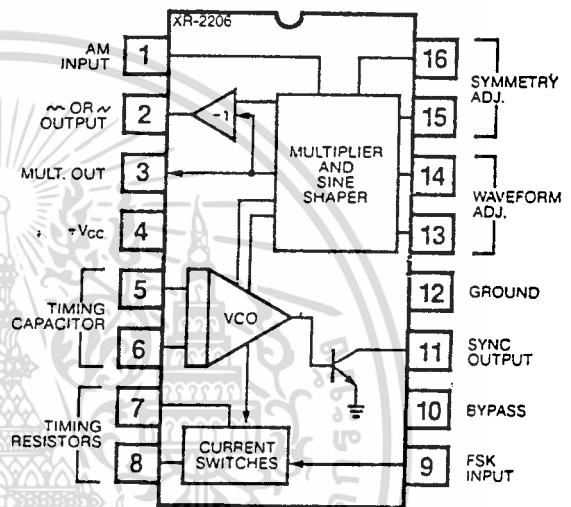 XR-2206
AM
INPUT
1
∼∼ OR ∼
OUTPUT
2
MULT. OUT
3
+Vcc
4
TIMING
CAPACITOR
5
6
TIMING
RESISTORS
7
8
-1
MULTIPLIER
AND
SINE
SHAPER
VCO
CURRENT
SWITCHES
16
15
SYMMETRY
ADJ.
14
13
WAVEFORM
ADJ.
12
GROUND
11
SYNC
OUTPUT
10
BYPASS
9
FSK
INPUT